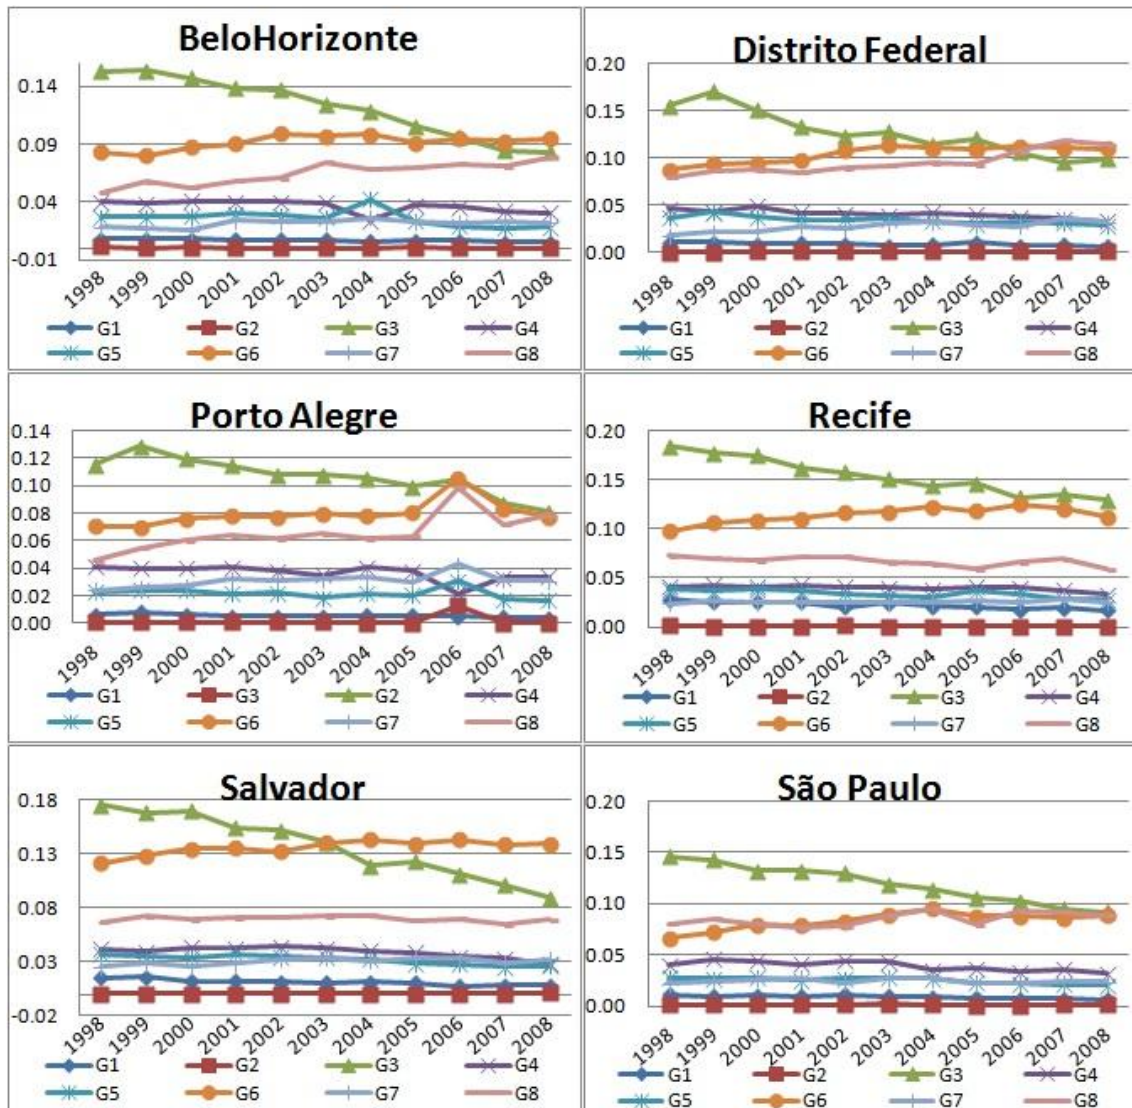 BeloHorizonte
0.14
0.09
0.04
-0.01
1998 1999 2000 2001 2002 2003 2004 2005 2006 2007 2008
G1 G2 G3 G4
G5 G6 G7 G8
Distrito Federal
0.20
0.15
0.10
0.05
0.00
1998 1999 2000 2001 2002 2003 2004 2005 2006 2007 2008
G1 G2 G3 G4
G5 G6 G7 G8
Porto Alegre
0.14
0.12
0.10
0.08
0.06
0.04
0.02
0.00
1998 1999 2000 2001 2002 2003 2004 2005 2006 2007 2008
G1 G3 G2 G4
G5 G6 G7 G8
Recife
0.20
0.15
0.10
0.05
0.00
1998 1999 2000 2001 2002 2003 2004 2005 2006 2007 2008
G1 G2 G3 G4
G5 G6 G7 G8
Salvador
0.18
0.13
0.08
0.03
-0.02
1998 1999 2000 2001 2002 2003 2004 2005 2006 2007 2008
G1 G2 G3 G4
G5 G6 G7 G8
São Paulo
0.20
0.15
0.10
0.05
0.00
1998 1999 2000 2001 2002 2003 2004 2005 2006 2007 2008
G1 G2 G3 G4
G5 G6 G7 G8